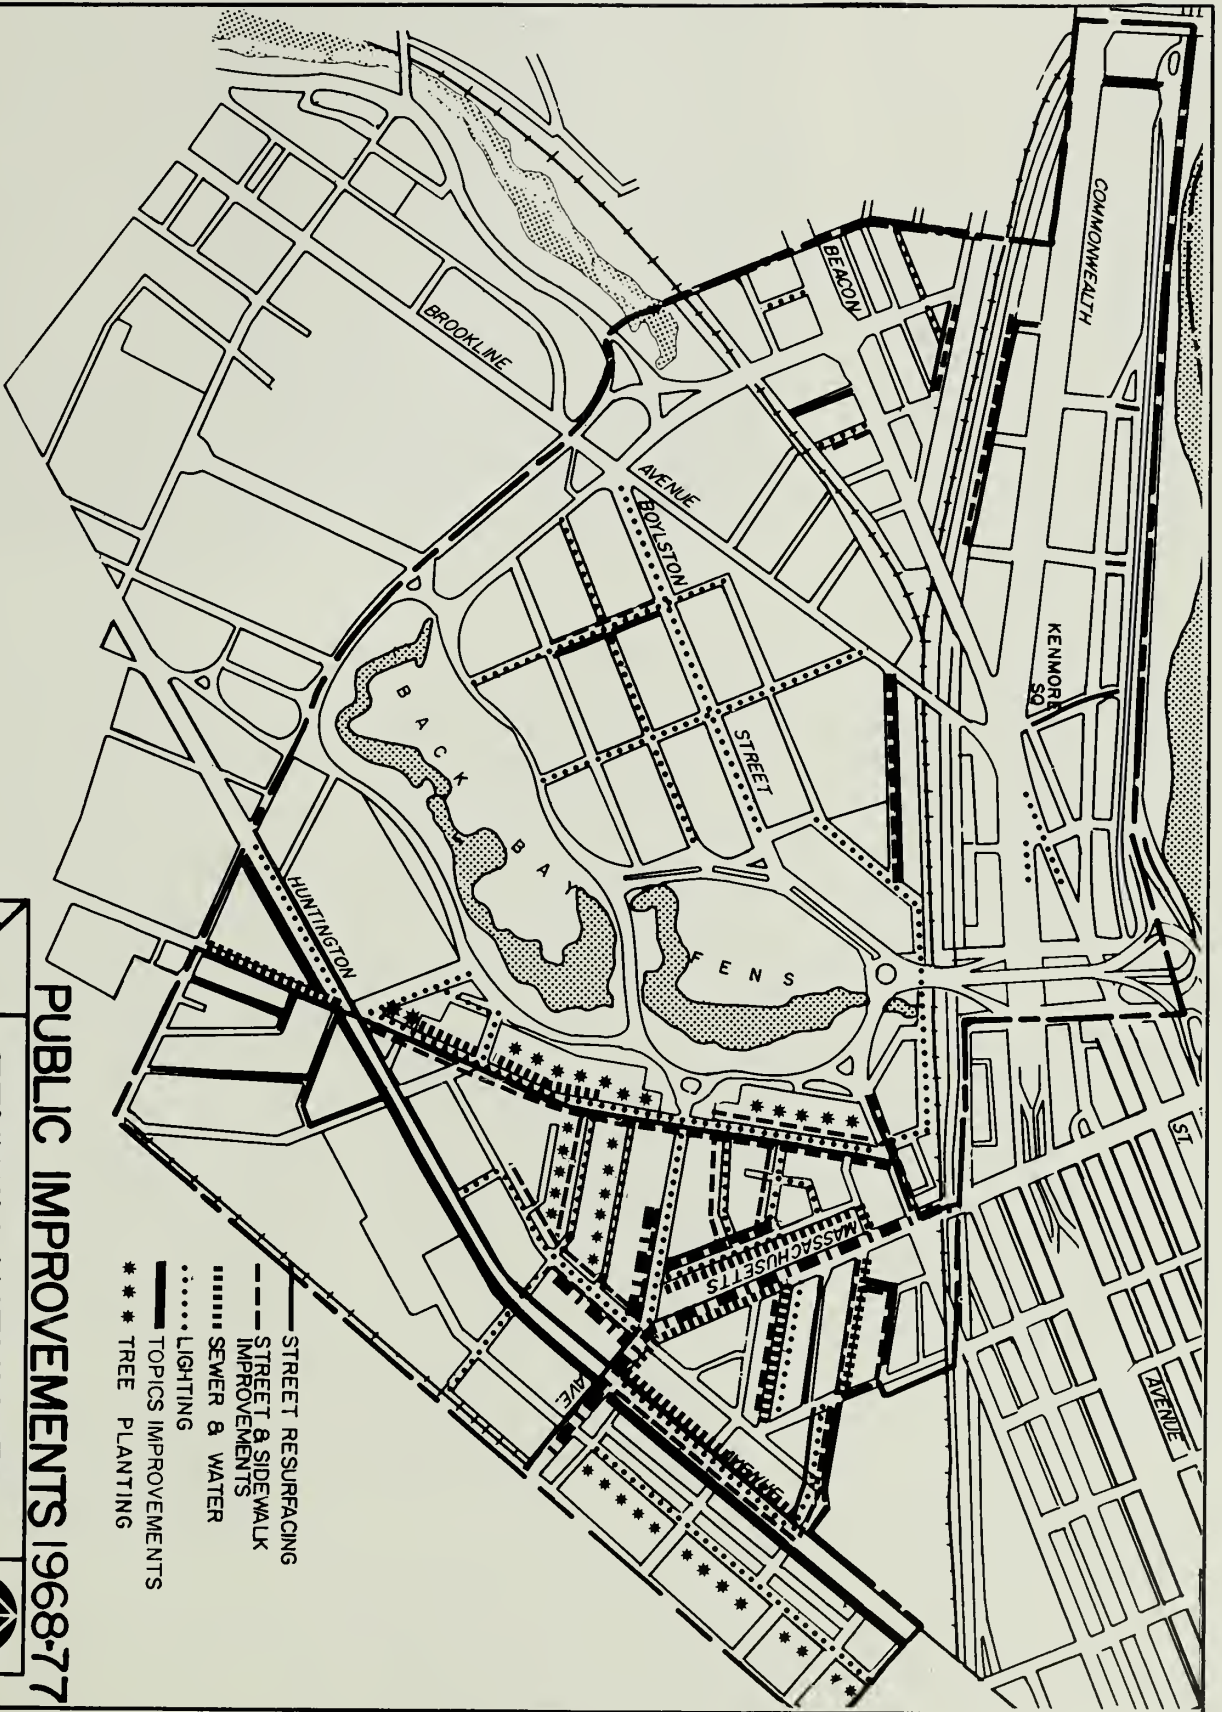 COMMONWEALTH
BEACON
BROOKLINE
AVENUE
BOYLSTON
STREET
KENMORE
SQ
BACK BAY
FENS
HUNTINGTON
MASSACHUSETTS
AVE.
ST.
AVENUE
STREET RESURFACING
STREET & SIDEWALK
IMPROVEMENTS
SEWER & WATER
LIGHTING
TOPICS IMPROVEMENTS
TREE PLANTING
PUBLIC IMPROVEMENTS 1968-77